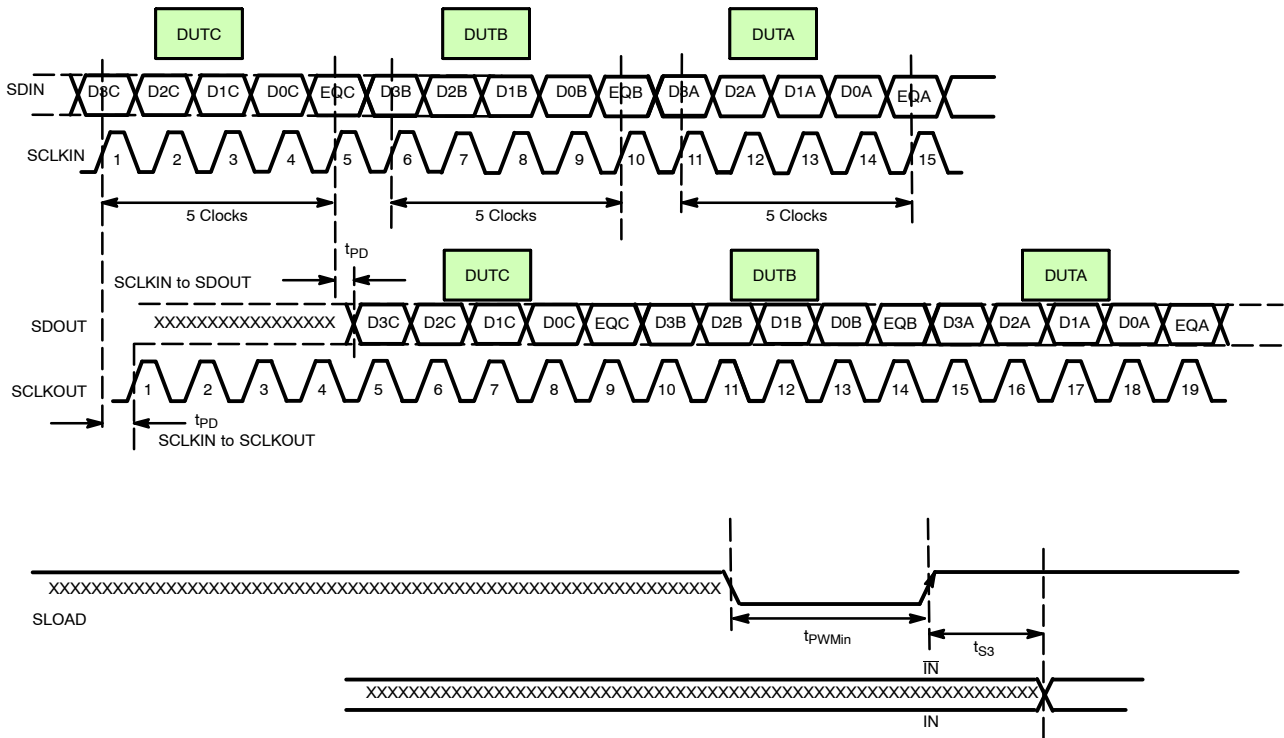 DUTC DUTB DUTA
SDIN D3C D2C D1C D0C EQC D3B D2B D1B D0B EQB D3A D2A D1A D0A EQA
SCLKIN 1 2 3 4 5 6 7 8 9 10 11 12 13 14 15
5 Clocks 5 Clocks 5 Clocks
tPD
SCLKIN to SDOUT
DUTC DUTB DUTA
SDOUT XXXXXXXXXXXXXXXX D3C D2C D1C D0C EQC D3B D2B D1B D0B EQB D3A D2A D1A D0A EQA
SCLKOUT 1 2 3 4 5 6 7 8 9 10 11 12 13 14 15 16 17 18 19
tPD
SCLKIN to SCLKOUT
XXXXXXXXXXXXXXXXXXXXXXXXXXXXXXXXXXXXXXXXXXXXXXXXXXXXXXXXXXX
SLOAD
tPWMin
tS3
I̅N̅
XXXXXXXXXXXXXXXXXXXXXXXXXXXXXXXXXXXXXXXXXXXXXXXXXXXXXXXXXXX
IN